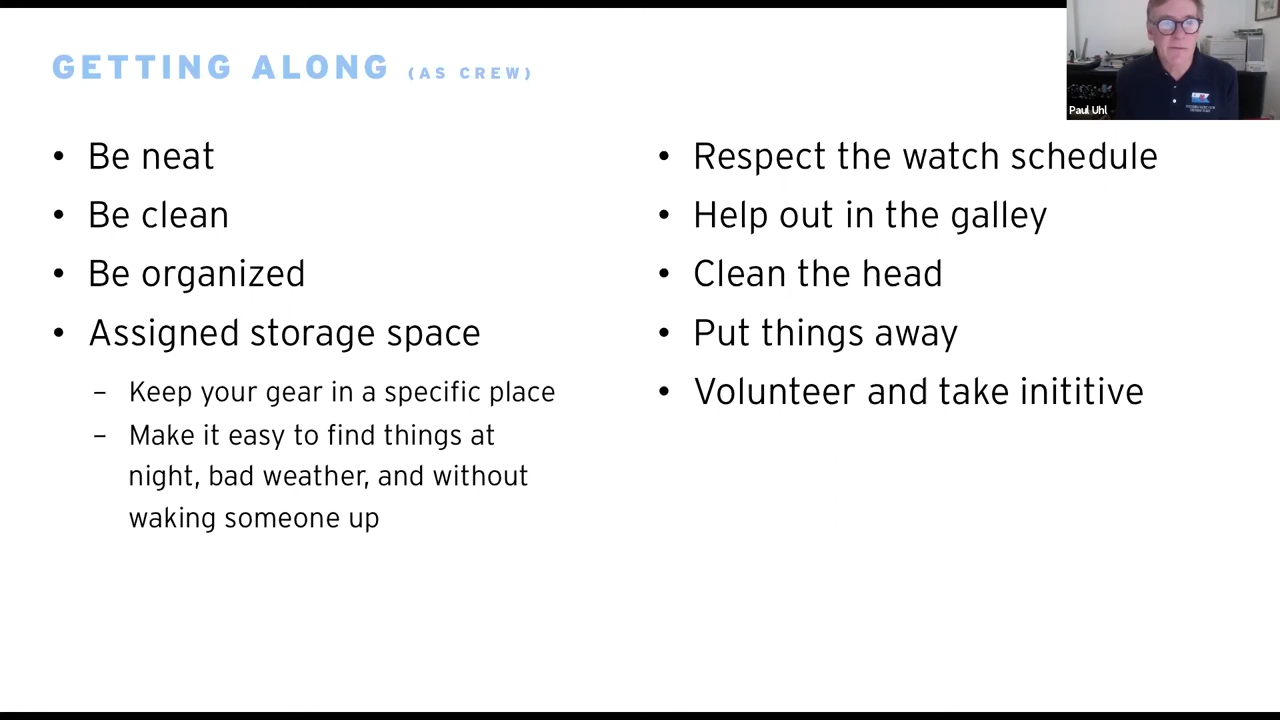 GETTING ALONG (AS CREW)
• Be neat
• Be clean
• Be organized
• Assigned storage space
– Keep your gear in a specific place
– Make it easy to find things at
night, bad weather, and without
waking someone up
• Respect the watch schedule
• Help out in the galley
• Clean the head
• Put things away
• Volunteer and take inititive
Paul Uhl